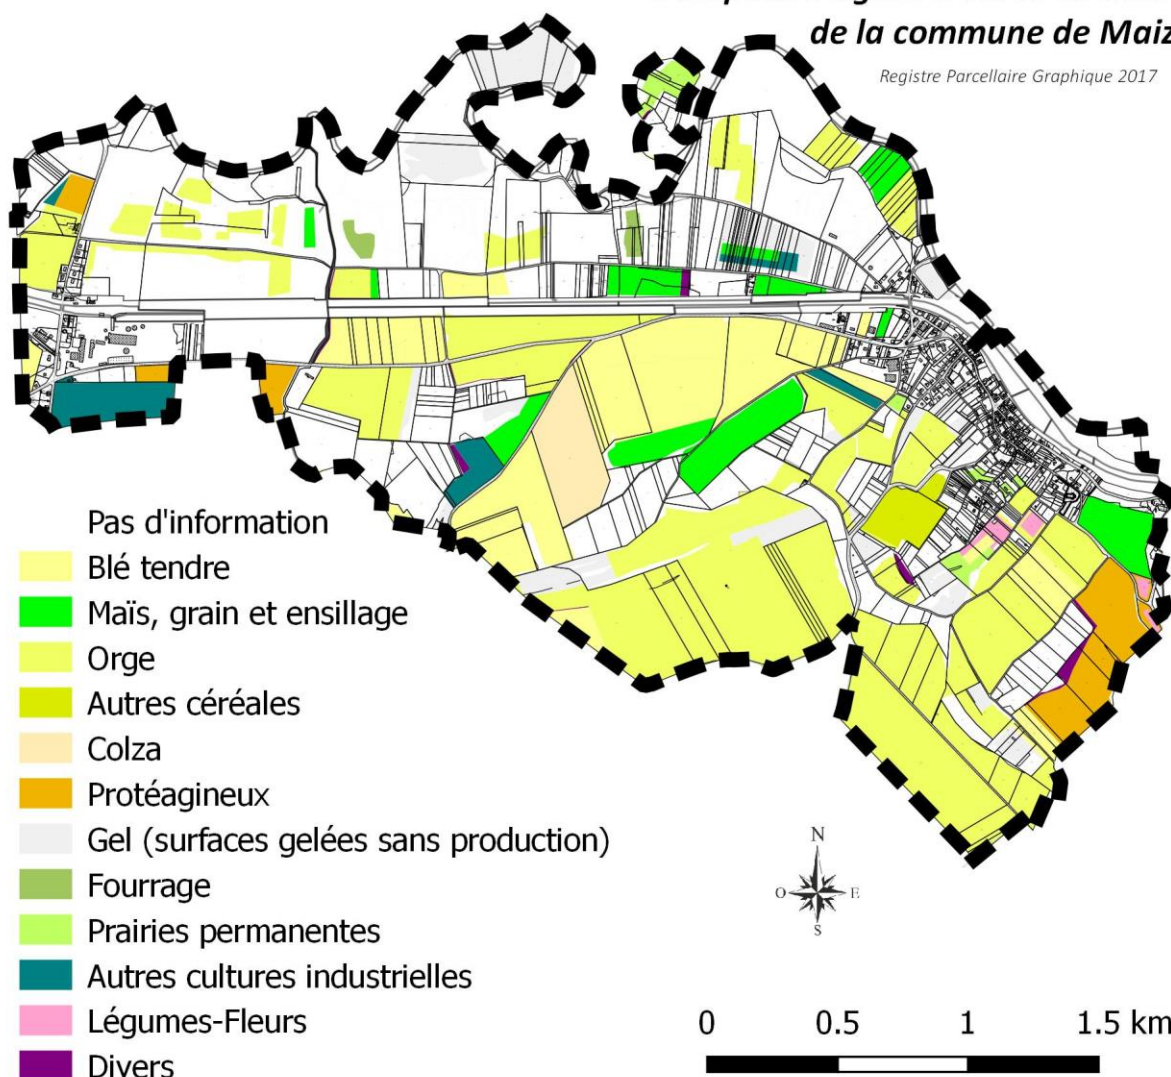 de la commune de Maiz
Registre Parcellaire Graphique 2017
Pas d'information
Blé tendre
Maïs, grain et ensillage
Orge
Autres céréales
Colza
Protéagineux
Gel (surfaces gelées sans production)
Fourrage
Prairies permanentes
Autres cultures industrielles
Légumes-Fleurs
Divers
N
O E
S
0 0.5 1 1.5 km